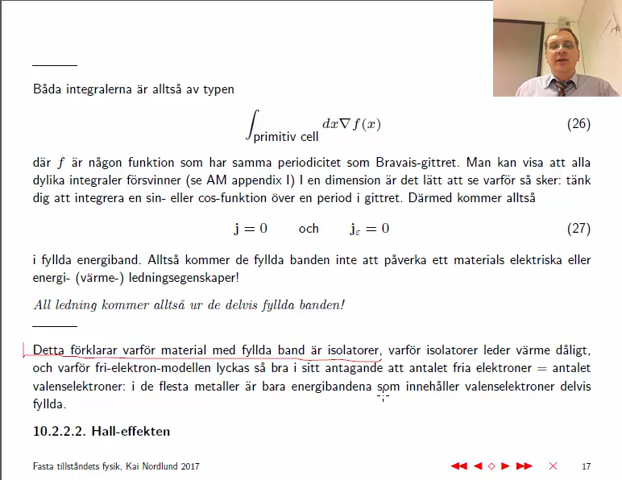 Båda integralerna är alltså av typen
∫primitiv cell dx∇f(x) (26)
där f är någon funktion som har samma periodicitet som Bravais-gittret. Man kan visa att alla
dylika integraler försvinner (se AM appendix I) I en dimension är det lätt att se varför så sker: tänk
dig att integrera en sin- eller cos-funktion över en period i gittret. Därmed kommer alltså
j = 0 och jε = 0 (27)
i fyllda energiband. Alltså kommer de fyllda banden inte att påverka ett materials elektriska eller
energi- (värme-) ledningsegenskaper!
All ledning kommer alltså ur de delvis fyllda banden!
Detta förklarar varför material med fyllda band är isolatorer, varför isolatorer leder värme dåligt,
och varför fri-elektron-modellen lyckas så bra i sitt antagande att antalet fria elektroner = antalet
valenselektroner: i de flesta metaller är bara energibandena som innehåller valenselektroner delvis
fyllda.
10.2.2.2. Hall-effekten
Fasta tillståndets fysik, Kai Nordlund 2017 17